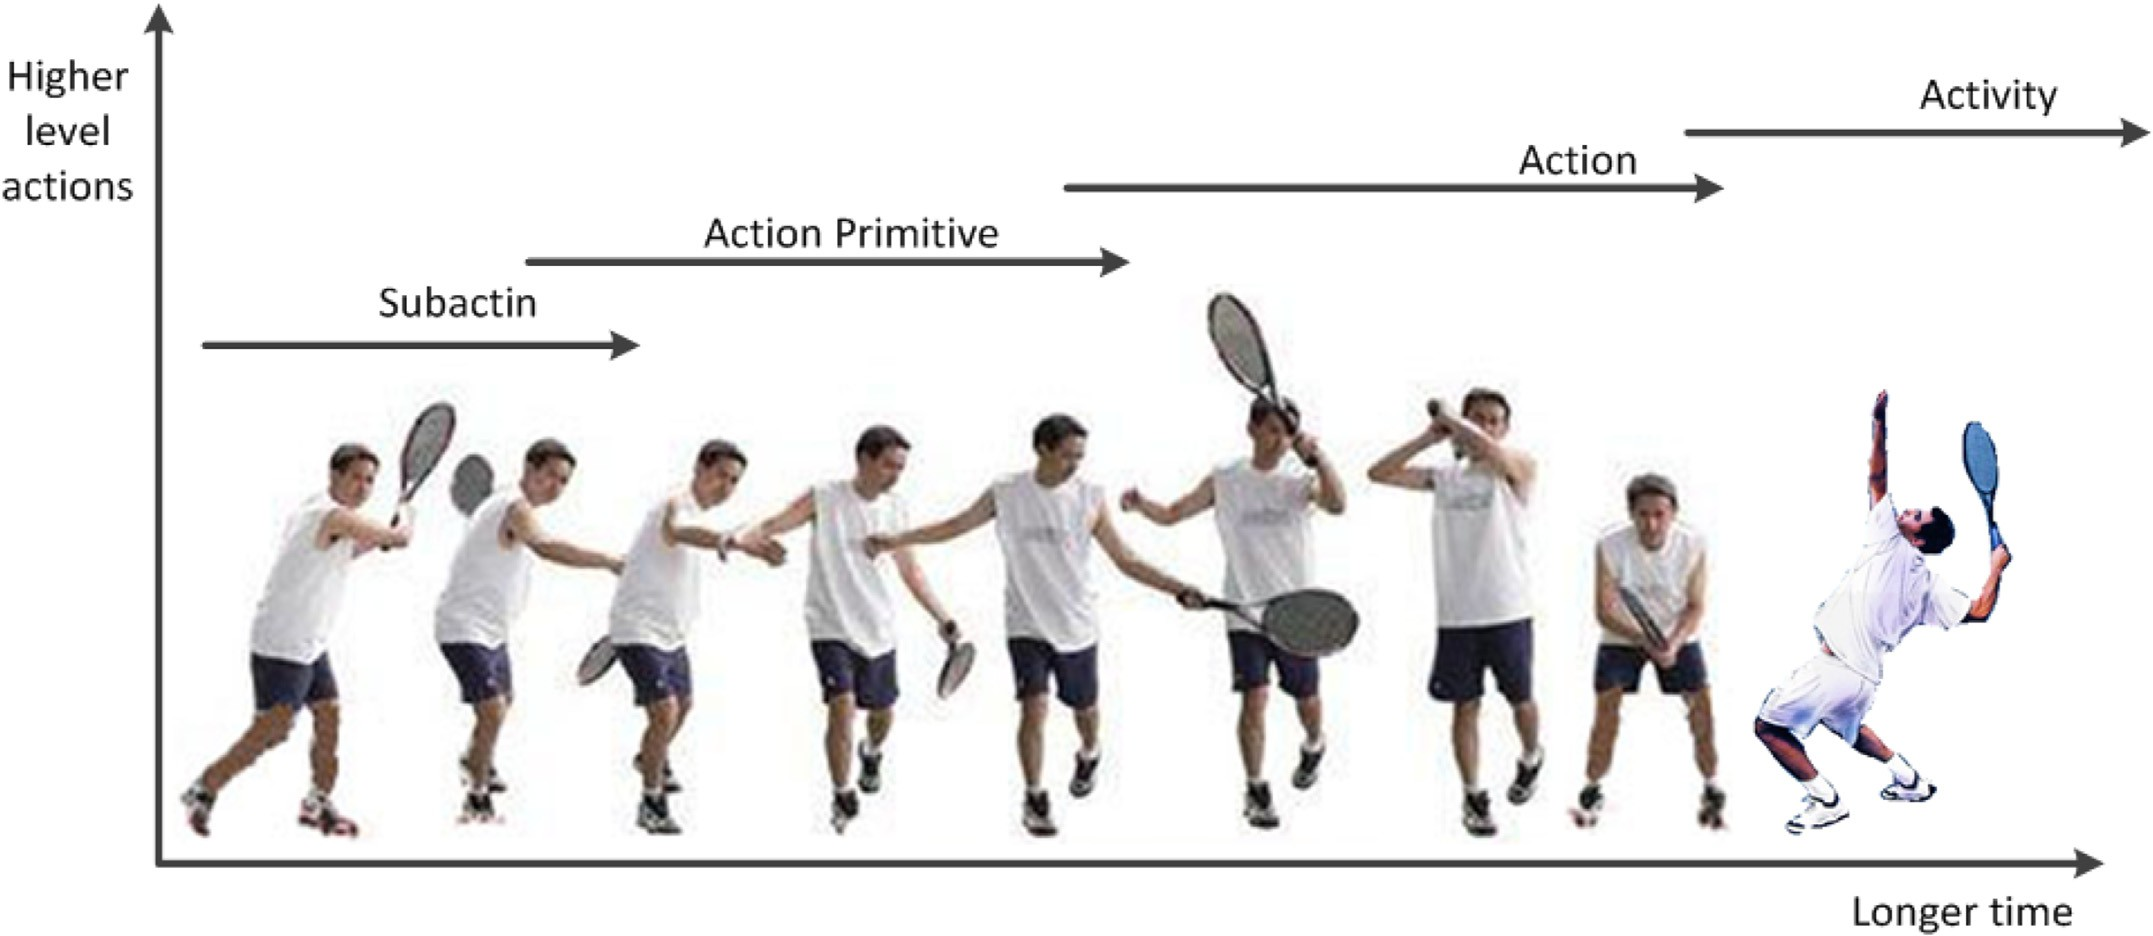 Higher
level
actions
Activity
Action
Action Primitive
Subactin
Longer time